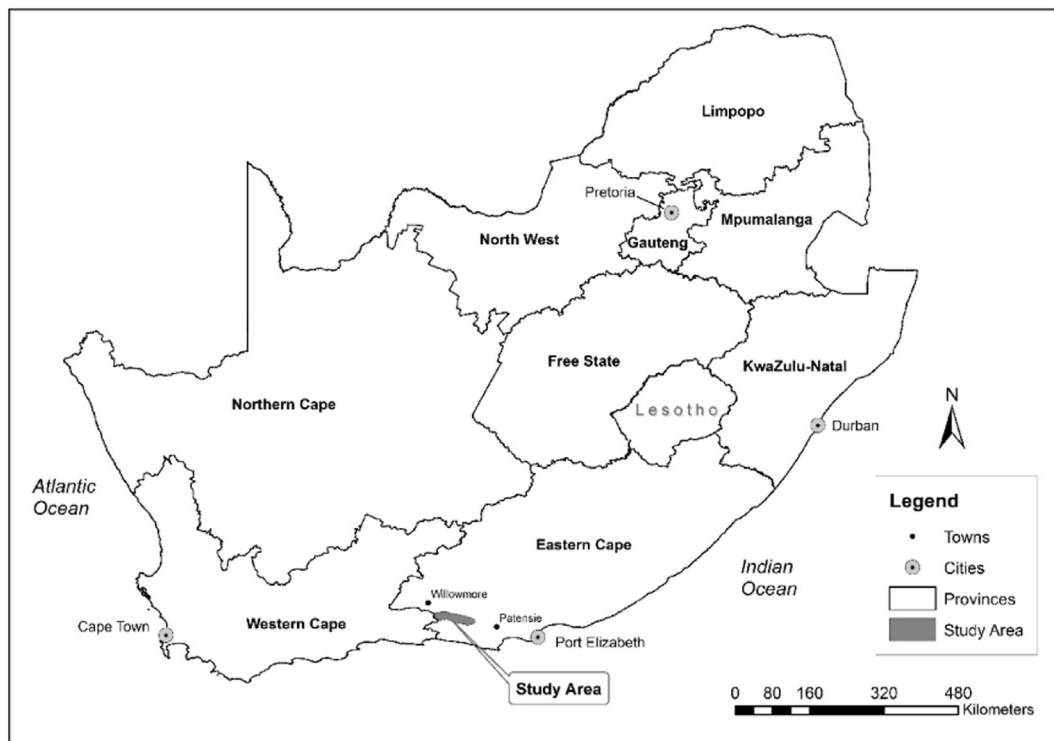 Limpopo
Pretoria
Mpumalanga
North West
Gauteng
Free State
KwaZulu-Natal
Northern Cape
Lesotho
N
Durban
Atlantic
Ocean
Legend
Towns
Cities
Provinces
Study Area
Eastern Cape
Indian
Ocean
Willowmore
Western Cape
Patensie
Cape Town
Port Elizabeth
Study Area
0 40 80 160 320 480
Kilometers